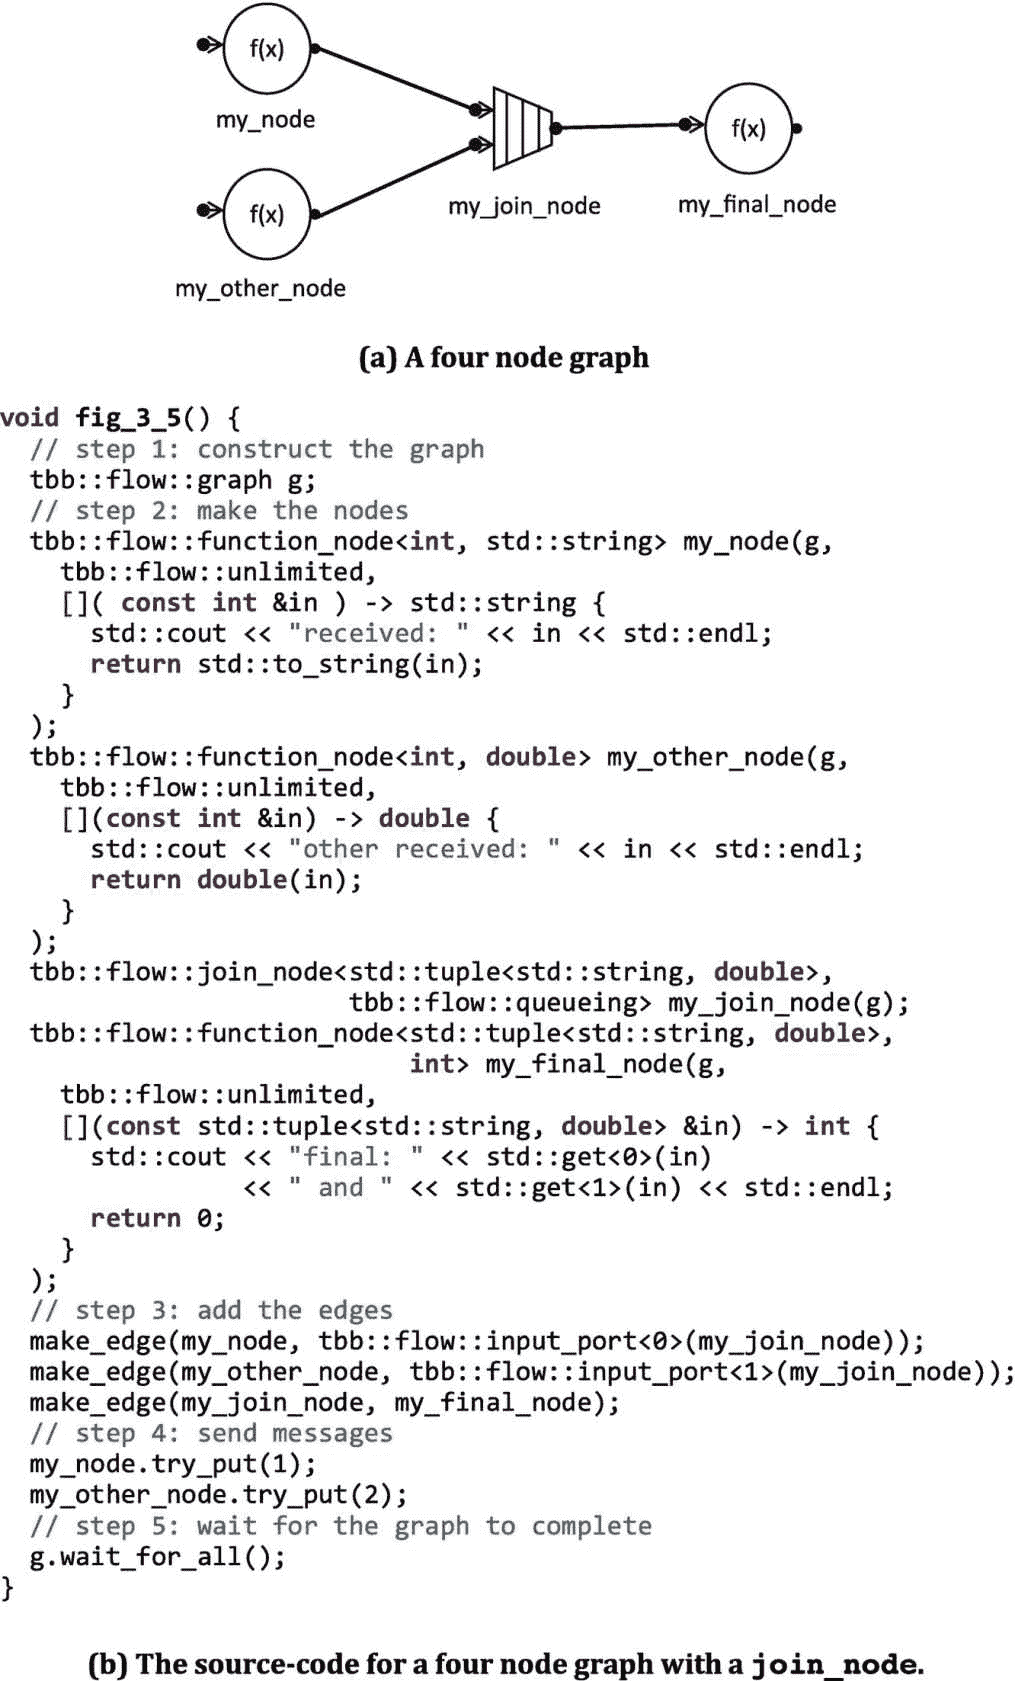 f(x)
my_node
f(x)
my_other_node
my_join_node
f(x)
my_final_node
(a) A four node graph
void fig_3_5() {
  // step 1: construct the graph
  tbb::flow::graph g;
  // step 2: make the nodes
  tbb::flow::function_node<int, std::string> my_node(g,
    tbb::flow::unlimited,
    []( const int &in ) -> std::string {
      std::cout << "received: " << in << std::endl;
      return std::to_string(in);
    }
  );
  tbb::flow::function_node<int, double> my_other_node(g,
    tbb::flow::unlimited,
    [](const int &in) -> double {
      std::cout << "other received: " << in << std::endl;
      return double(in);
    }
  );
  tbb::flow::join_node<std::tuple<std::string, double>,
                       tbb::flow::queueing> my_join_node(g);
  tbb::flow::function_node<std::tuple<std::string, double>,
                           int> my_final_node(g,
    tbb::flow::unlimited,
    [](const std::tuple<std::string, double> &in) -> int {
      std::cout << "final: " << std::get<0>(in)
                << " and " << std::get<1>(in) << std::endl;
      return 0;
    }
  );
  // step 3: add the edges
  make_edge(my_node, tbb::flow::input_port<0>(my_join_node));
  make_edge(my_other_node, tbb::flow::input_port<1>(my_join_node));
  make_edge(my_join_node, my_final_node);
  // step 4: send messages
  my_node.try_put(1);
  my_other_node.try_put(2);
  // step 5: wait for the graph to complete
  g.wait_for_all();
}
(b) The source-code for a four node graph with a join_node.